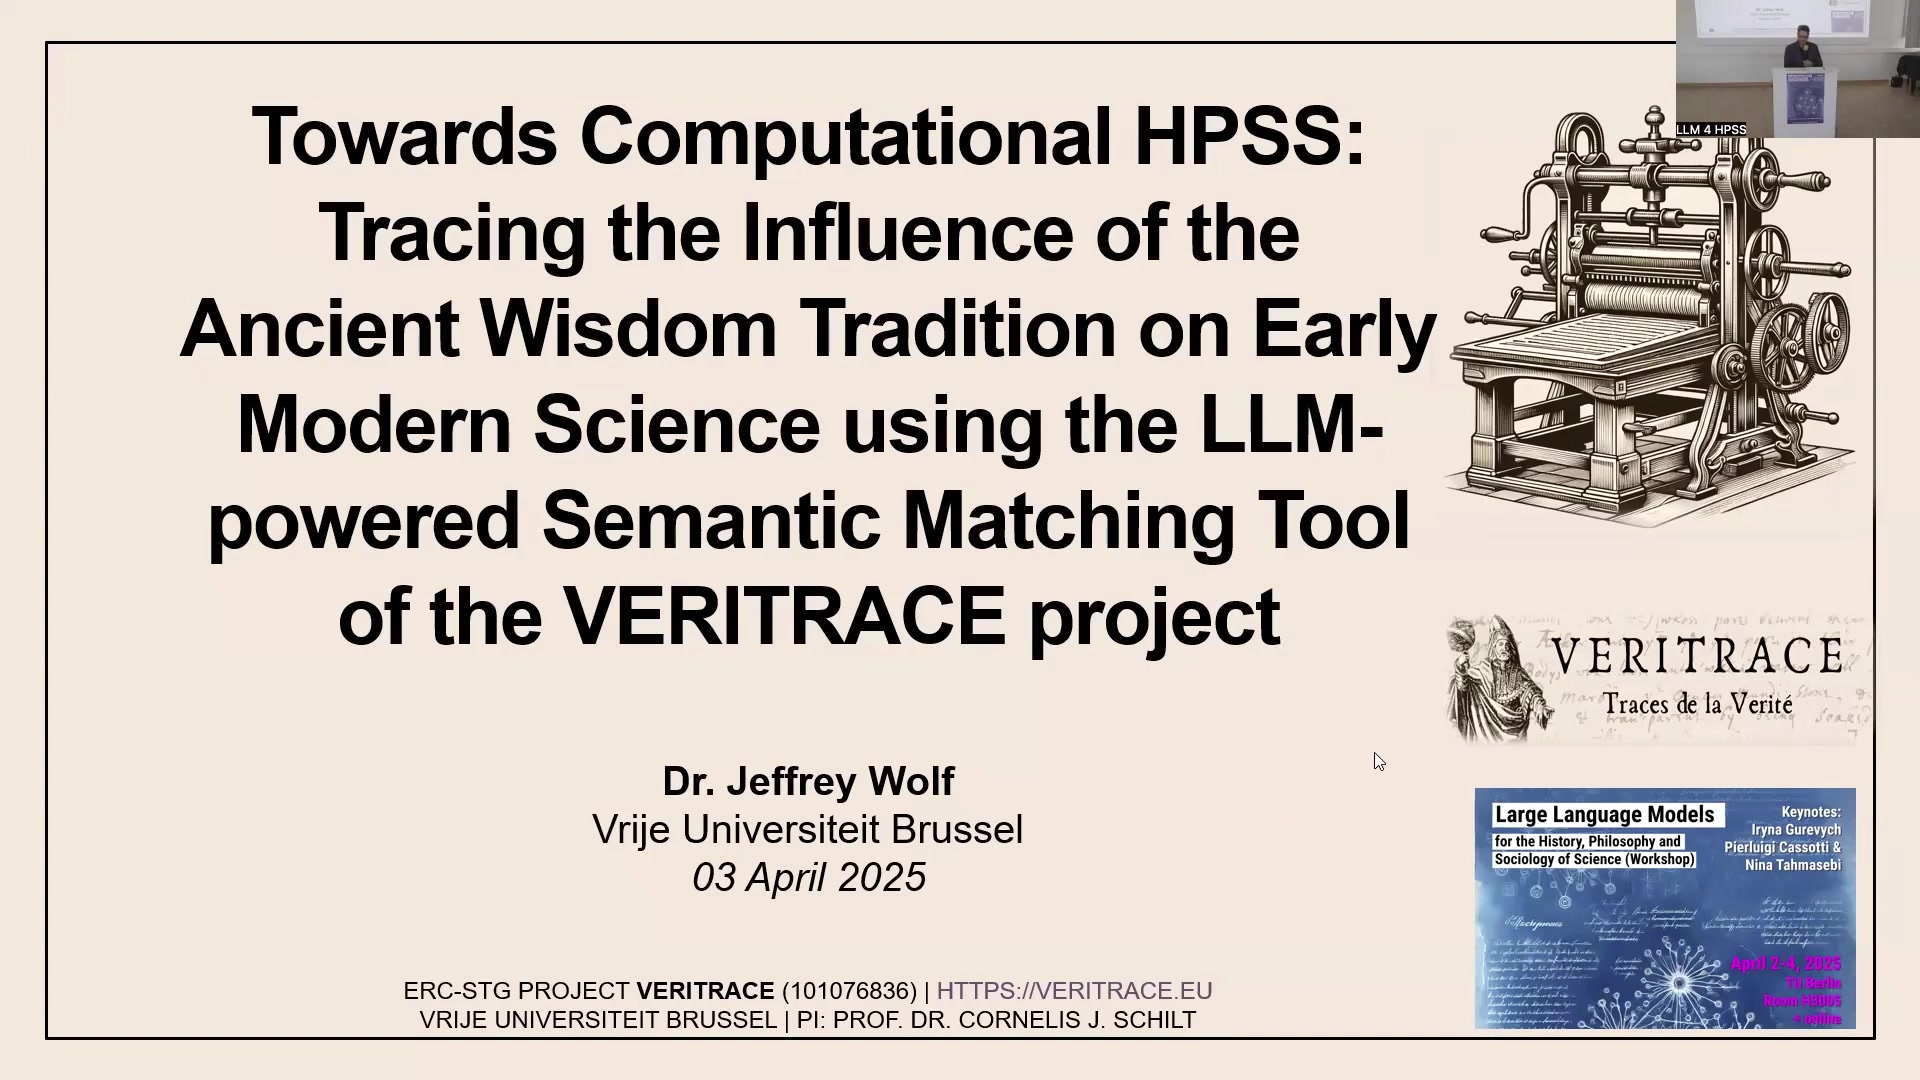 Towards Computational HPSS:
Tracing the Influence of the
Ancient Wisdom Tradition on Early
Modern Science using the LLM-
powered Semantic Matching Tool
of the VERITRACE project
Dr. Jeffrey Wolf
Vrije Universiteit Brussel
03 April 2025
ERC-STG PROJECT VERITRACE (101076836) | HTTPS://VERITRACE.EU
VRIJE UNIVERSITEIT BRUSSEL | PI: PROF. DR. CORNELIS J. SCHILT
LLM 4 HPSS
VERITRACE
Traces de la Verité
Large Language Models
for the History, Philosophy and
Sociology of Science (Workshop)
Keynotes:
Iryna Gurevych
Pierluigi Cassotti &
Nina Tahmasebi
April 2-4, 2025
TU Berlin
Room H3005
+ online